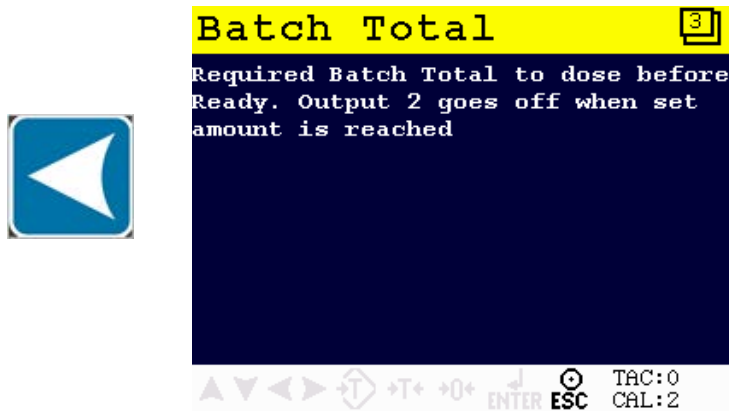 Batch Total
3
Required Batch Total to dose before
Ready. Output 2 goes off when set
amount is reached
T →T← →0← ENTER ESC TAC:0
CAL:2